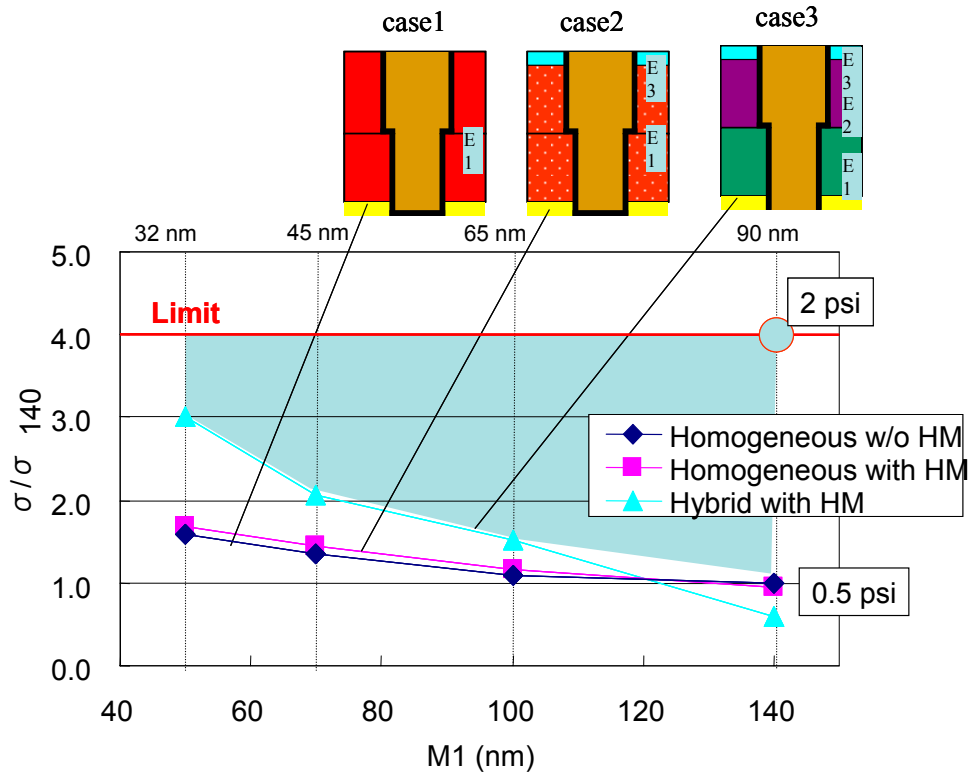 case1
case2
case3
E
3
E
1
E
1
E
3
E
2
E
1
32 nm
45 nm
65 nm
90 nm
5.0
4.0
3.0
2.0
1.0
0.0
Limit
2 psi
0.5 psi
σ/σ 140
Homogeneous w/o HM
Homogeneous with HM
Hybrid with HM
40
60
80
100
120
140
M1 (nm)